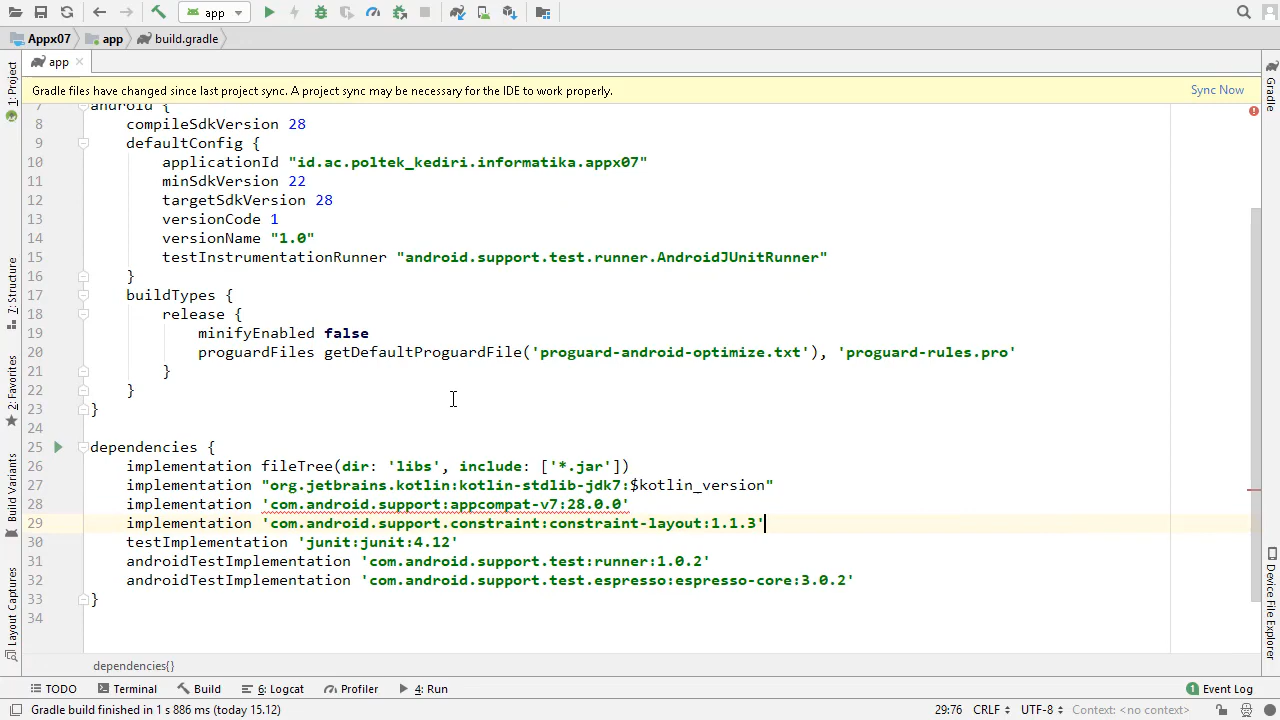 app
Appx07 app build.gradle
app
Gradle files have changed since last project sync. A project sync may be necessary for the IDE to work properly. Sync Now
7 android {
8 compileSdkVersion 28
9 defaultConfig {
10 applicationId "id.ac.poltek_kediri.informatika.appx07"
11 minSdkVersion 22
12 targetSdkVersion 28
13 versionCode 1
14 versionName "1.0"
15 testInstrumentationRunner "android.support.test.runner.AndroidJUnitRunner"
16 }
17 buildTypes {
18 release {
19 minifyEnabled false
20 proguardFiles getDefaultProguardFile('proguard-android-optimize.txt'), 'proguard-rules.pro'
21 }
22 }
23 }
24
25 dependencies {
26 implementation fileTree(dir: 'libs', include: ['*.jar'])
27 implementation "org.jetbrains.kotlin:kotlin-stdlib-jdk7:$kotlin_version"
28 implementation 'com.android.support:appcompat-v7:28.0.0'
29 implementation 'com.android.support.constraint:constraint-layout:1.1.3'
30 testImplementation 'junit:junit:4.12'
31 androidTestImplementation 'com.android.support.test:runner:1.0.2'
32 androidTestImplementation 'com.android.support.test.espresso:espresso-core:3.0.2'
33 }
34
dependencies{}
1: Project
7: Structure
2: Favorites
Build Variants
Layout Captures
Gradle
Device File Explorer
TODO Terminal Build 6: Logcat Profiler 4: Run 1 Event Log
Gradle build finished in 1 s 886 ms (today 15.12) 29:76 CRLF UTF-8 Context: <no context>